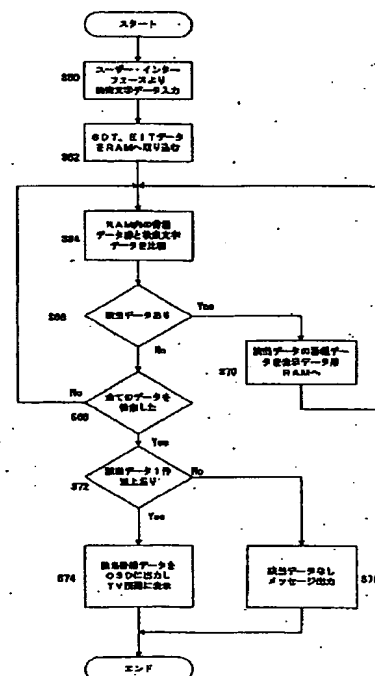 スタート
S60
ユーザー・インター
フェースより
検索文字データ入力
SDT、EITデータ
をRAMへ取り込む
S62
S64
RAM内の番組
データ群と検索文字
データを比較
S66
該当データあり
Yes
No
S70
該当データの番組デー
タを表示データ用
RAMへ
No
全てのデータを
検索した
S68
Yes
S72
該当データ1件
以上あり
No
Yes
S74
該当番組データを
OSDに出力し
TV画面に表示
該当データなし
メッセージ出力
エンド